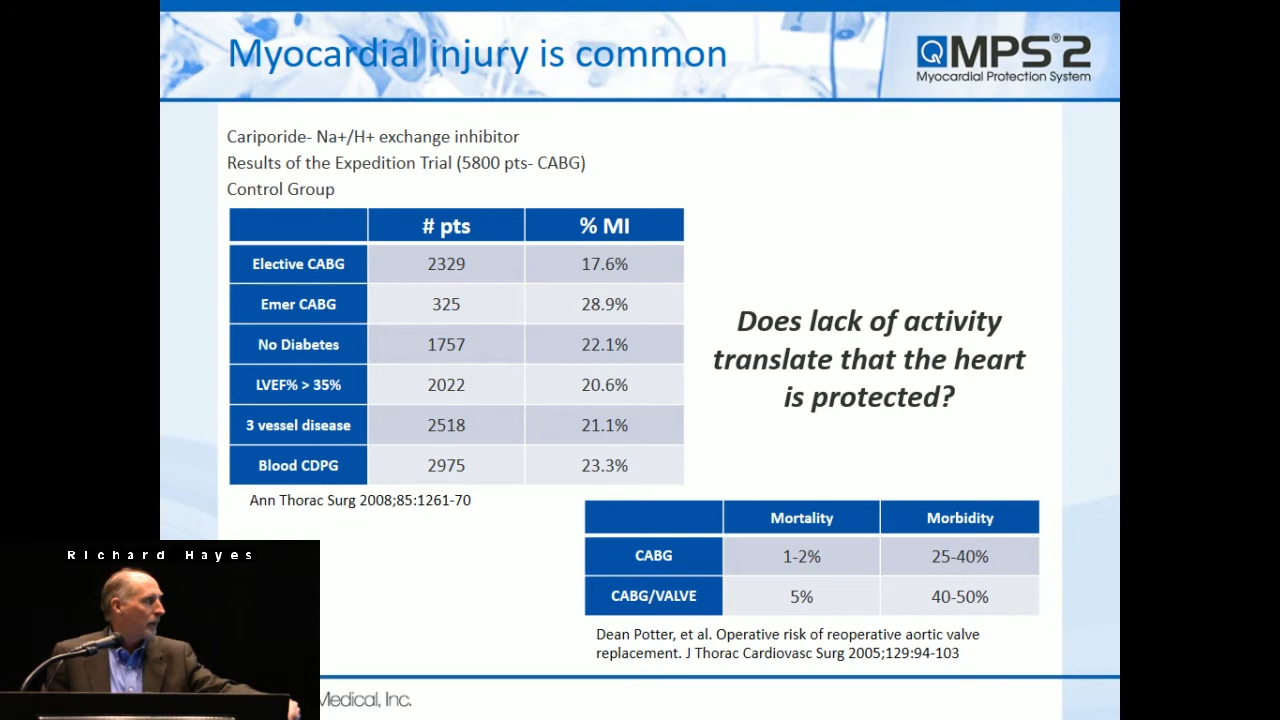 Myocardial injury is common
Q MPS®2
Myocardial Protection System
Cariporide- Na+/H+ exchange inhibitor
Results of the Expedition Trial (5800 pts- CABG)
Control Group
# pts % MI
Elective CABG 2329 17.6%
Emer CABG 325 28.9%
No Diabetes 1757 22.1%
LVEF% > 35% 2022 20.6%
3 vessel disease 2518 21.1%
Blood CDPG 2975 23.3%
Ann Thorac Surg 2008;85:1261-70
Does lack of activity
translate that the heart
is protected?
Mortality Morbidity
CABG 1-2% 25-40%
CABG/VALVE 5% 40-50%
Dean Potter, et al. Operative risk of reoperative aortic valve
replacement. J Thorac Cardiovasc Surg 2005;129:94-103
Richard Hayes
Medical, Inc.